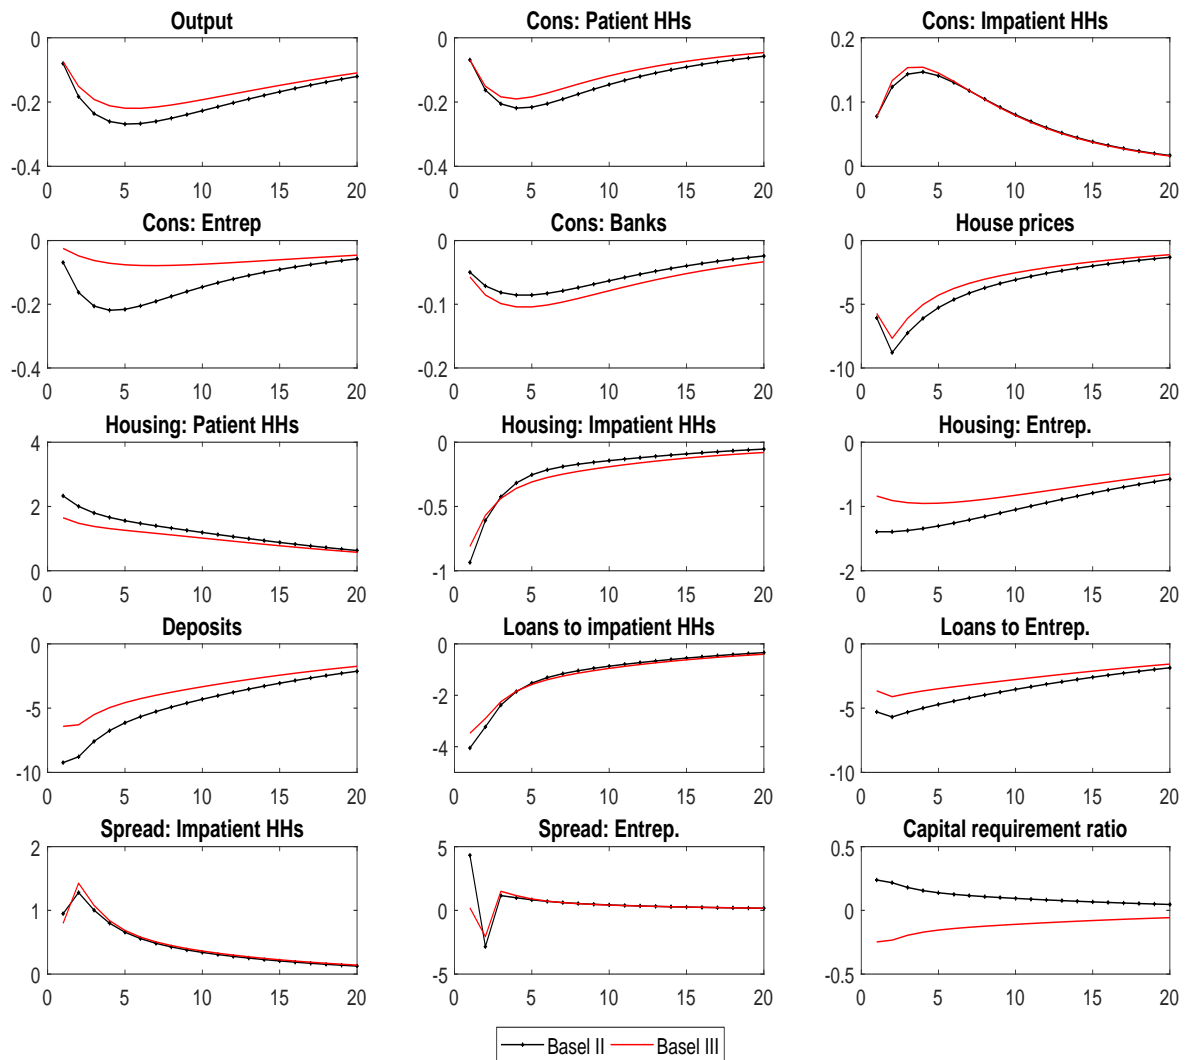 Output Cons: Patient HHs Cons: Impatient HHs
0 0 0.2
-0.2 -0.2 0.1
-0.4 -0.4 0
0 5 10 15 20 0 5 10 15 20 0 5 10 15 20
Cons: Entrep Cons: Banks House prices
0 0 0
-0.2 -0.1 -5
-0.4 -0.2 -10
0 5 10 15 20 0 5 10 15 20 0 5 10 15 20
Housing: Patient HHs Housing: Impatient HHs Housing: Entrep.
4 0 0
2 -0.5 -1
0 -1 -2
0 5 10 15 20 0 5 10 15 20 0 5 10 15 20
Deposits Loans to impatient HHs Loans to Entrep.
0 0 0
-5 -2 -5
-10 -4 -10
0 5 10 15 20 0 5 10 15 20 0 5 10 15 20
Spread: Impatient HHs Spread: Entrep. Capital requirement ratio
2 5 0.5
1 0 0
0 5 -0.5
0 5 10 15 20 0 5 10 15 20 0 5 10 15 20
Basel II Basel III